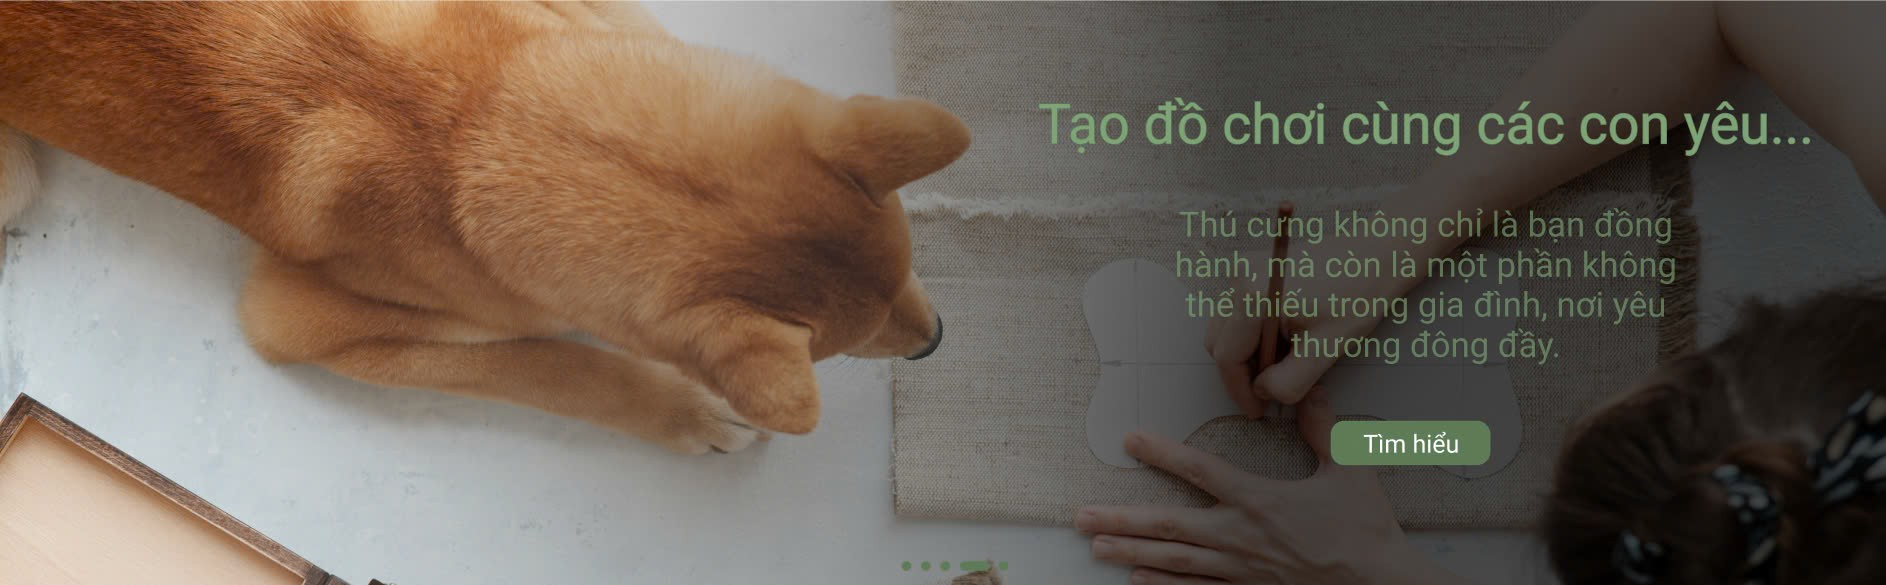 Tạo đồ chơi cùng các con yêu...
Thú cưng không chỉ là bạn đồng
hành, mà còn là một phần không
thể thiếu trong gia đình, nơi yêu
thương đông đầy.
Tìm hiểu